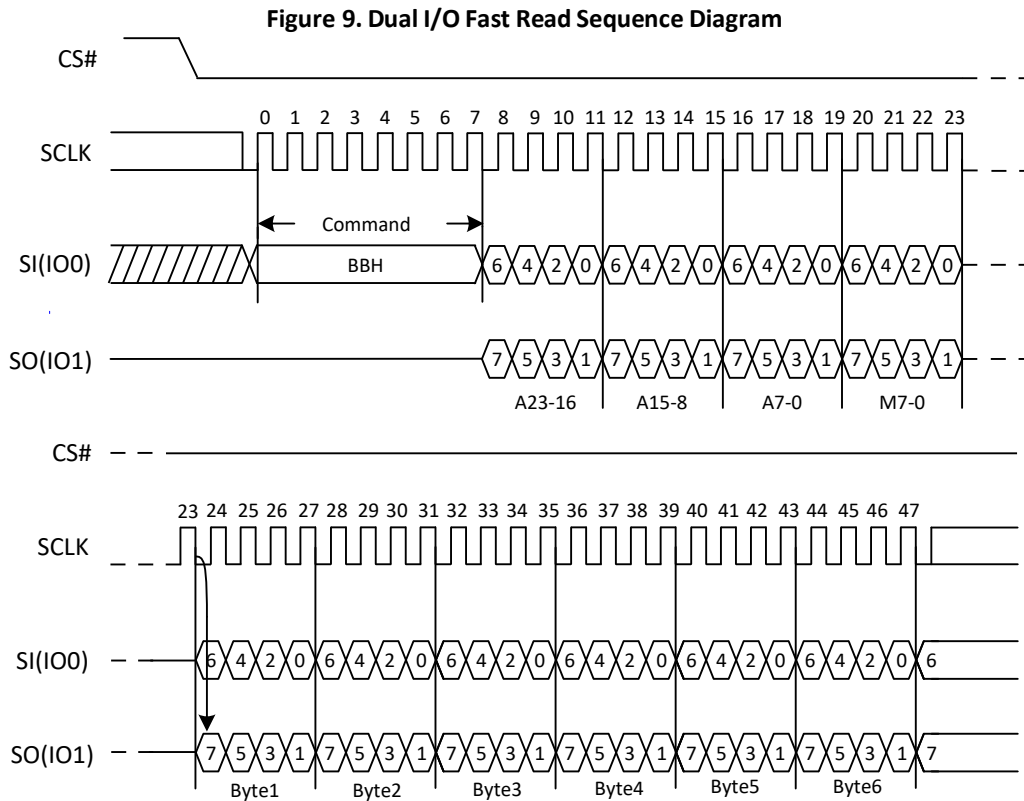 Figure 9. Dual I/O Fast Read Sequence Diagram
CS#
0 1 2 3 4 5 6 7 8 9 10 11 12 13 14 15 16 17 18 19 20 21 22 23
SCLK
Command
SI(IO0) BBH 6 4 2 0 6 4 2 0 6 4 2 0 6 4 2 0
SO(IO1) 7 5 3 1 7 5 3 1 7 5 3 1 7 5 3 1
A23-16 A15-8 A7-0 M7-0
CS#
23 24 25 26 27 28 29 30 31 32 33 34 35 36 37 38 39 40 41 42 43 44 45 46 47
SCLK
SI(IO0) 6 4 2 0 6 4 2 0 6 4 2 0 6 4 2 0 6 4 2 0 6 4 2 0 6
SO(IO1) 7 5 3 1 7 5 3 1 7 5 3 1 7 5 3 1 7 5 3 1 7 5 3 1 7
Byte1 Byte2 Byte3 Byte4 Byte5 Byte6